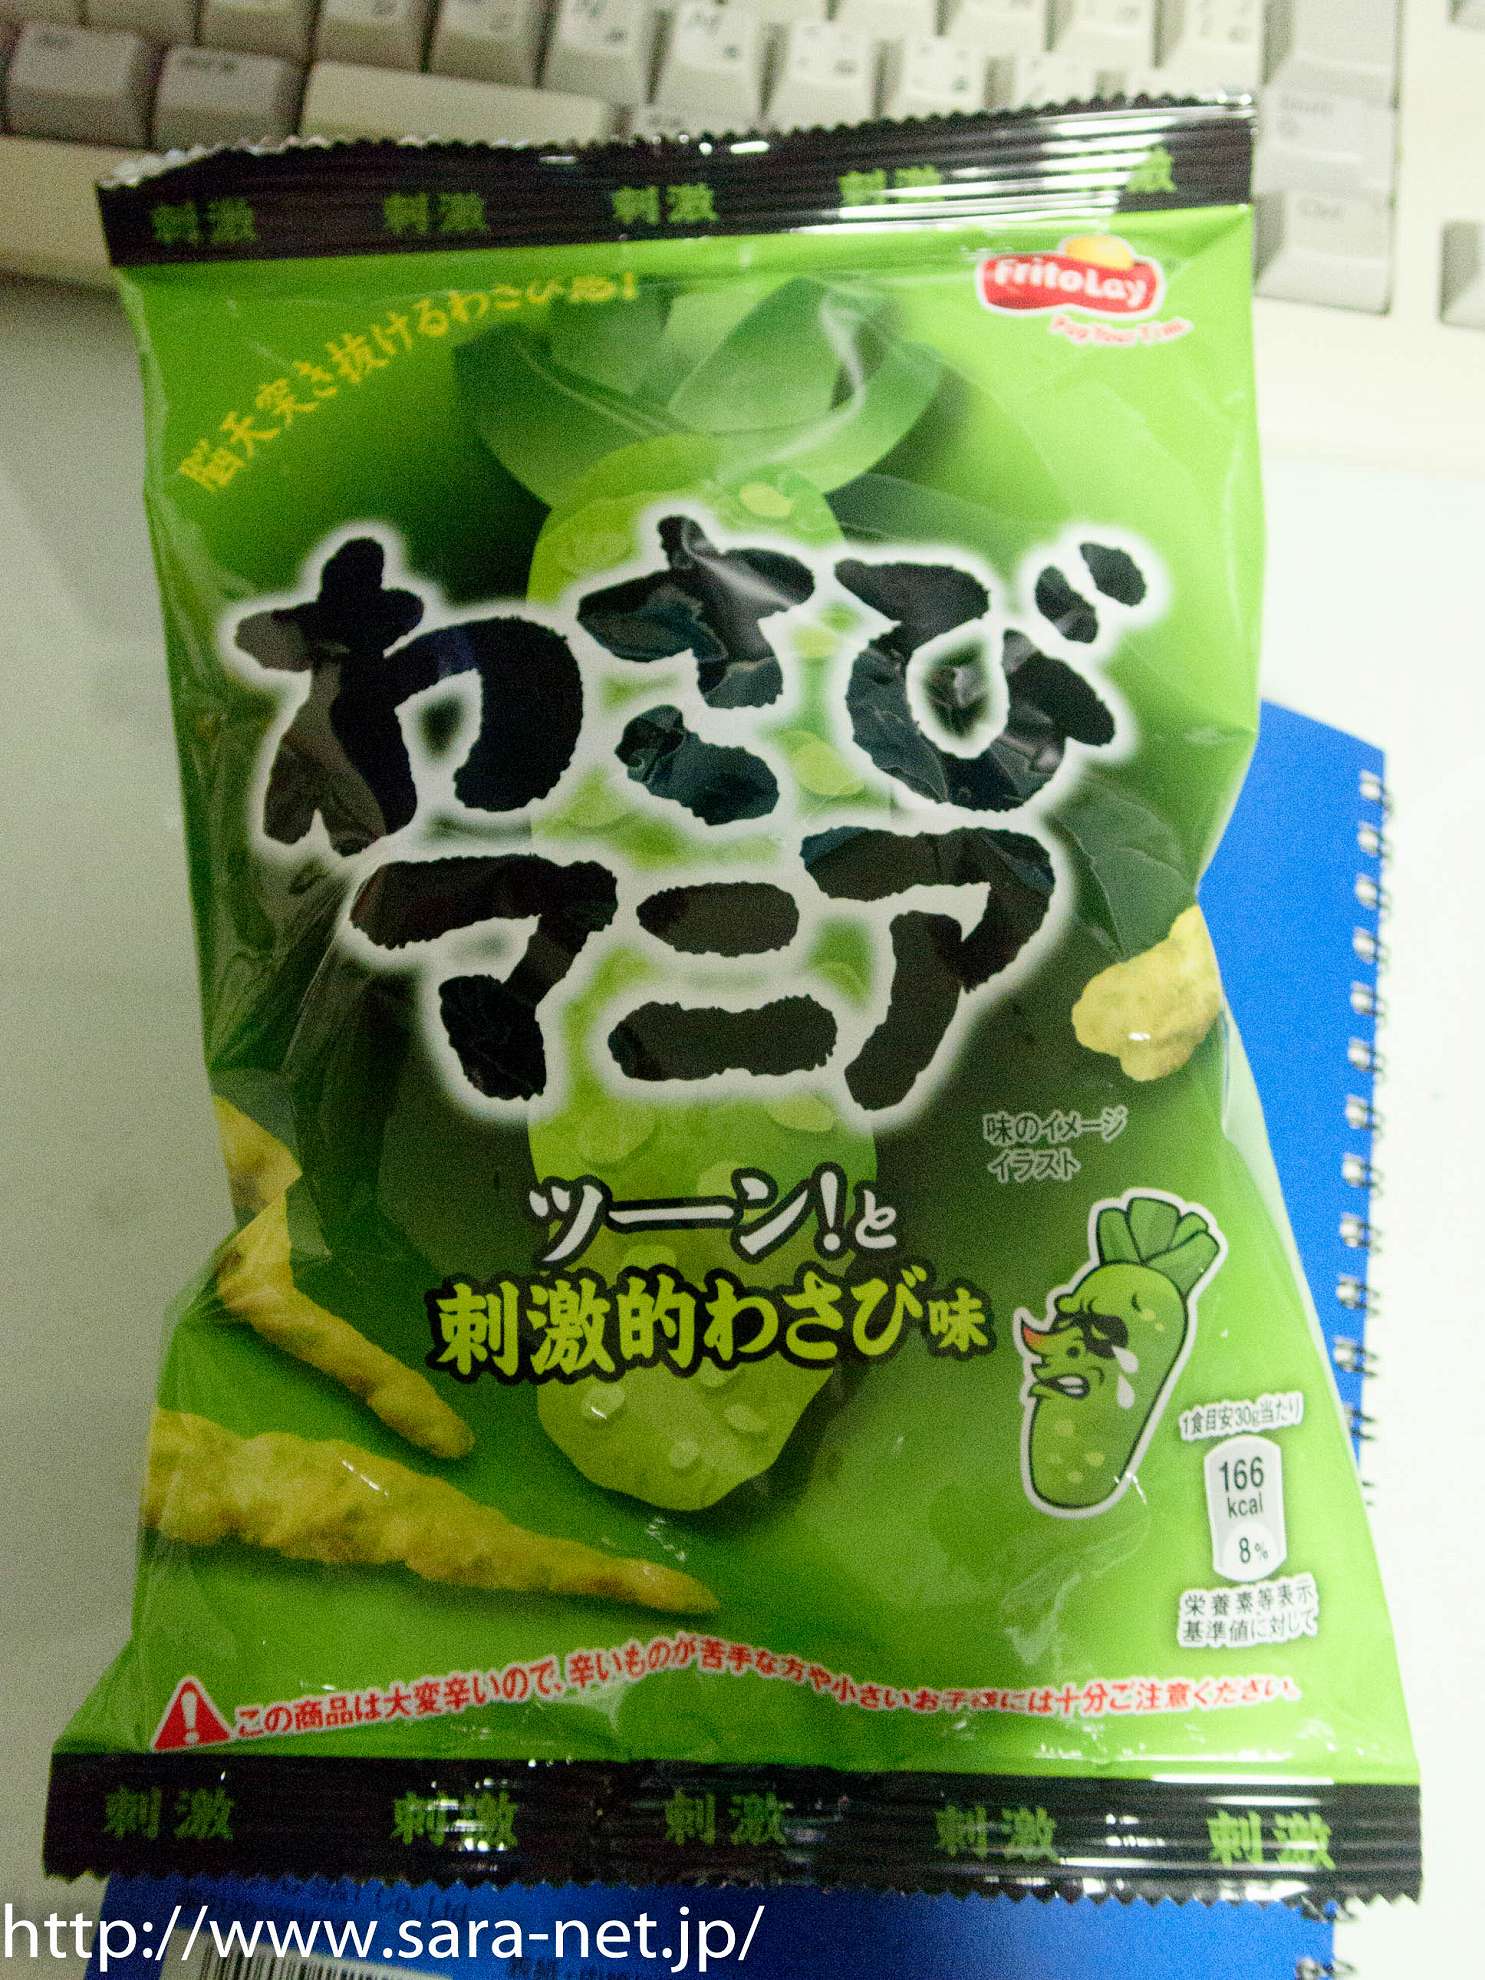 刺激 刺激 刺激 刺激 刺激
FritoLay
脳天突き抜けるわさび感!
わさび
マニア
味のイメージ
イラスト
ツーン!と
刺激的わさび味
1食目安30g当たり
166
kcal
8%
栄養素等表示
基準値に対して
この商品は大変辛いので、辛いものが苦手な方や小さいお子様には十分ご注意ください。
刺激 刺激 刺激 刺激 刺激
http://www.sara-net.jp/